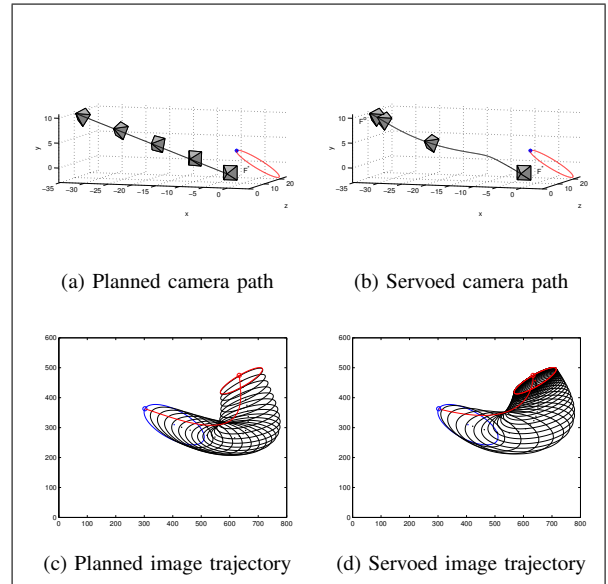 10
5
0
y
−35 −30 −25 −20 −15 −10 −5 0
x
0
10
20
z
F
10
5
0
y
F°
−35 −30 −25 −20 −15 −10 −5 0
x
0
10
20
z
F
(a) Planned camera path
(b) Servoed camera path
600
500
400
300
200
100
0
0 100 200 300 400 500 600 700 800
600
500
400
300
200
100
0
0 100 200 300 400 500 600 700 800
(c) Planned image trajectory
(d) Servoed image trajectory